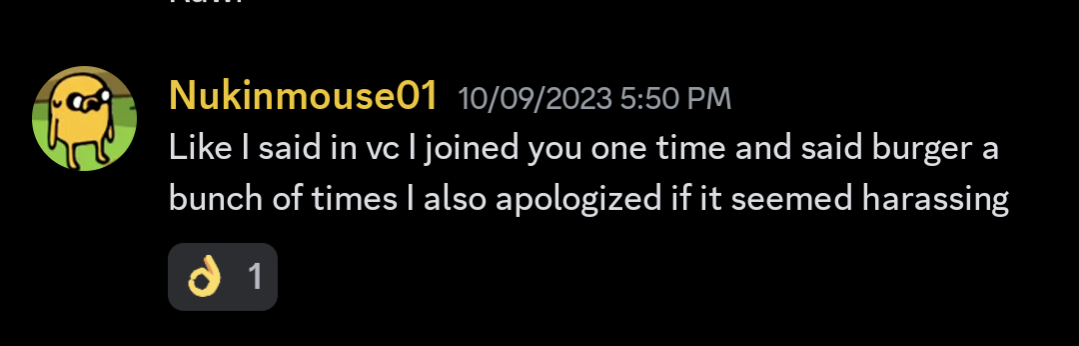 Nukinmouse01 10/09/2023 5:50 PM
Like I said in vc I joined you one time and said burger a
bunch of times I also apologized if it seemed harassing
1